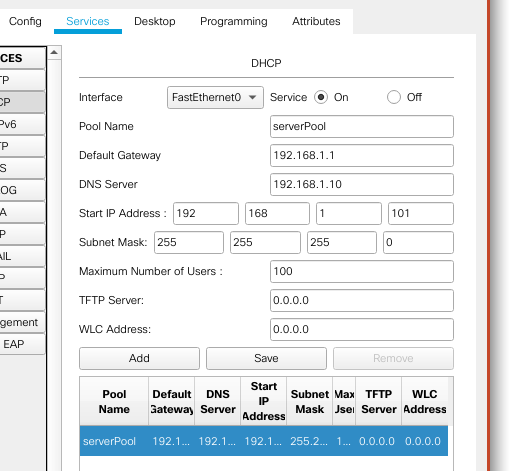 Config Services Desktop Programming Attributes
CES
TP
CP
Pv6
TP
S
OG
A
P
AIL
P
T
gement
EAP
DHCP
Interface FastEthernet0 Service On Off
Pool Name serverPool
Default Gateway 192.168.1.1
DNS Server 192.168.1.10
Start IP Address : 192 168 1 101
Subnet Mask: 255 255 255 0
Maximum Number of Users : 100
TFTP Server: 0.0.0.0
WLC Address: 0.0.0.0
Add Save Remove
Pool Name Default Gateway DNS Server Start IP Address Subnet Mask Max User TFTP Server WLC Address
serverPool 192.1... 192.1... 192.1... 255.2... 1... 0.0.0.0 0.0.0.0